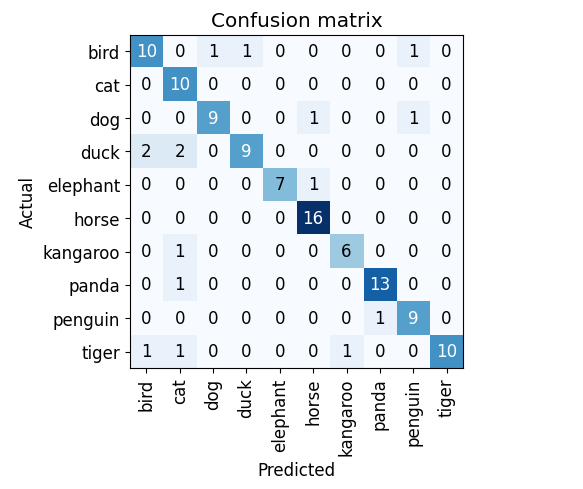 Confusion matrix
bird 10 0 1 1 0 0 0 0 1 0
cat 0 10 0 0 0 0 0 0 0 0
dog 0 0 9 0 0 1 0 0 1 0
duck 2 2 0 9 0 0 0 0 0 0
elephant 0 0 0 0 7 1 0 0 0 0
horse 0 0 0 0 0 16 0 0 0 0
kangaroo 0 1 0 0 0 0 6 0 0 0
panda 0 1 0 0 0 0 0 13 0 0
penguin 0 0 0 0 0 0 0 1 9 0
tiger 1 1 0 0 0 0 1 0 0 10
Actual
bird cat dog duck elephant horse kangaroo panda penguin tiger
Predicted